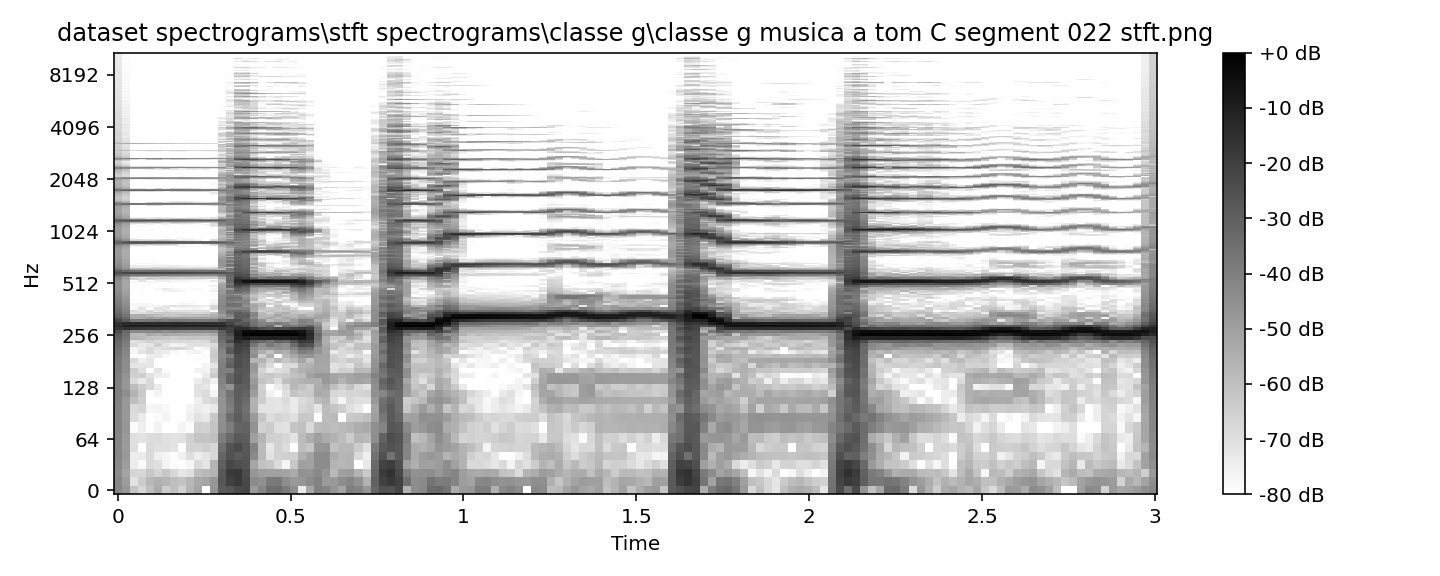 dataset spectrograms\stft spectrograms\classe g\classe g musica a tom C segment 022 stft.png
8192
4096
2048
1024
512
256
128
64
0
Hz
0
0.5
1
1.5
2
2.5
3
Time
+0 dB
-10 dB
-20 dB
-30 dB
-40 dB
-50 dB
-60 dB
-70 dB
-80 dB